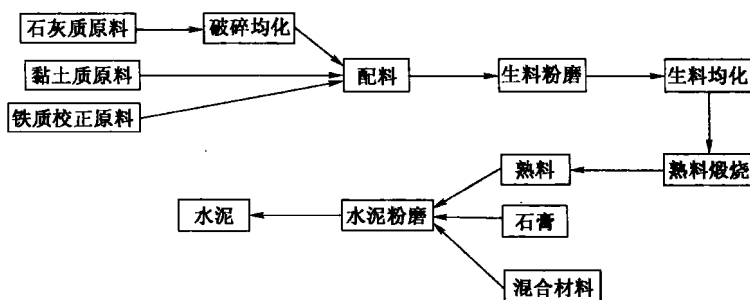 石灰质原料
破碎均化
黏土质原料
配料
生料粉磨
生料均化
铁质校正原料
熟料
熟料煅烧
水泥
水泥粉磨
石膏
混合材料